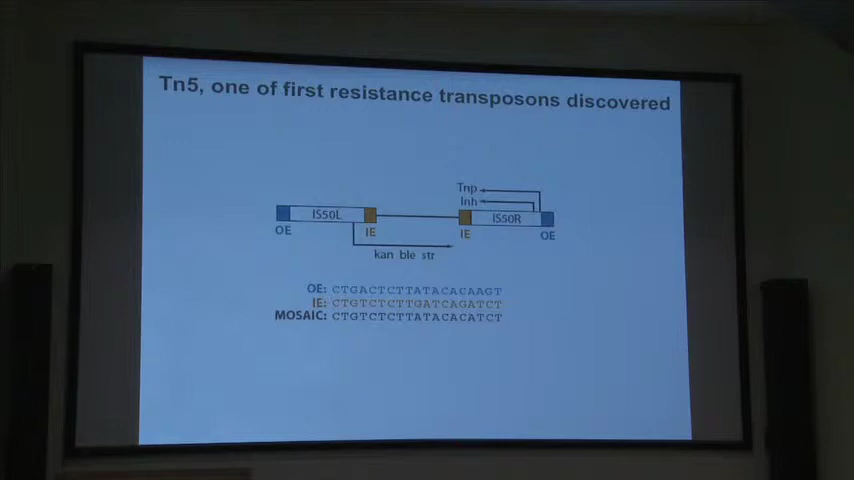 Tn5, one of first resistance transposons discovered
Tnp
Inh
IS50L
IS50R
OE
IE
IE
OE
kan ble str
OE: CTGACTCTTATACACAAGT
IE: CTGTCTCTTGATCAGATCT
MOSAIC: CTGTCTCTTATACACATCT